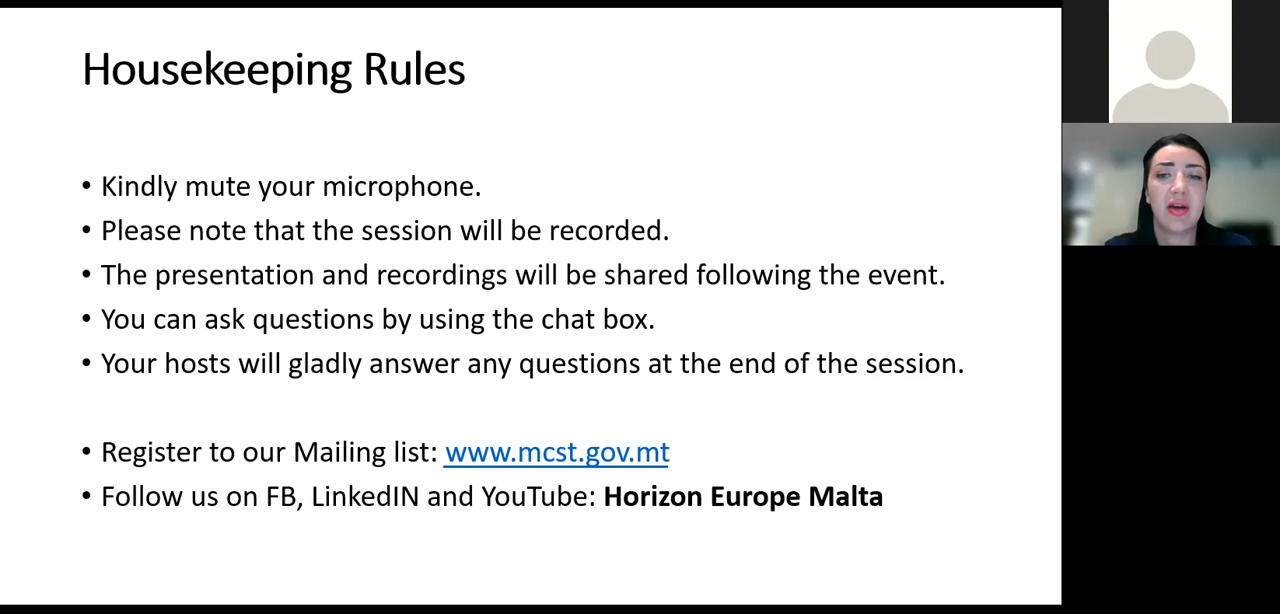 Housekeeping Rules
• Kindly mute your microphone.
• Please note that the session will be recorded.
• The presentation and recordings will be shared following the event.
• You can ask questions by using the chat box.
• Your hosts will gladly answer any questions at the end of the session.
• Register to our Mailing list: www.mcst.gov.mt
• Follow us on FB, LinkedIN and YouTube: Horizon Europe Malta